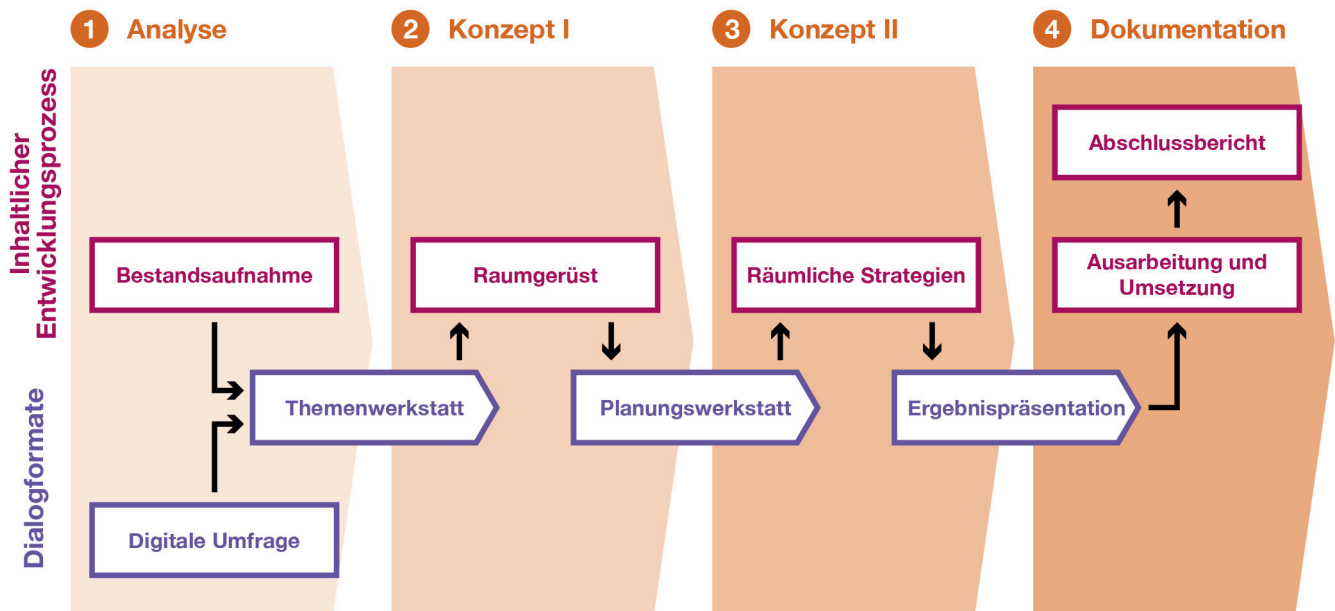 1 Analyse
2 Konzept I
3 Konzept II
4 Dokumentation
Inhaltlicher
Entwicklungsprozess
Abschlussbericht
Bestandsaufnahme
Raumgerüst
Räumliche Strategien
Ausarbeitung und
Umsetzung
Dialogformate
Themenwerkstatt
Planungswerkstatt
Ergebnispräsentation
Digitale Umfrage